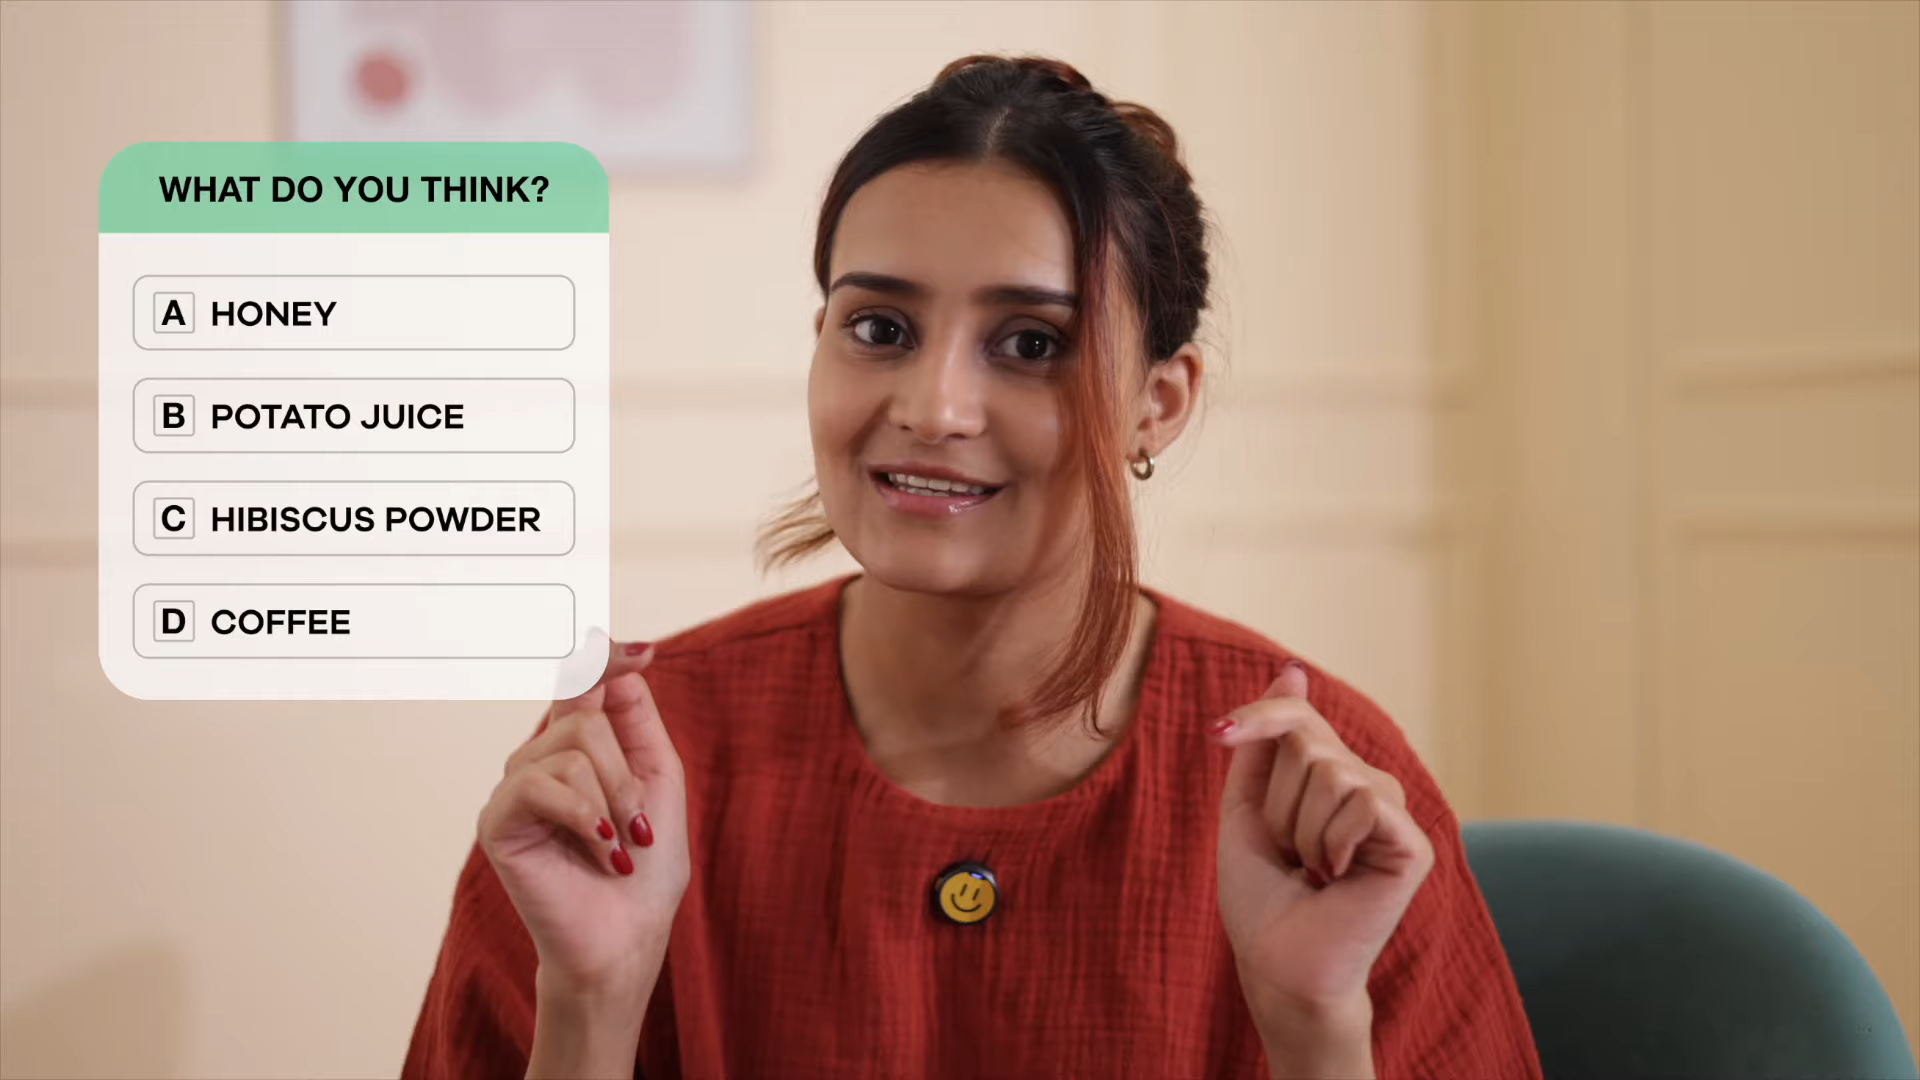 WHAT DO YOU THINK?
A HONEY
B POTATO JUICE
C HIBISCUS POWDER
D COFFEE